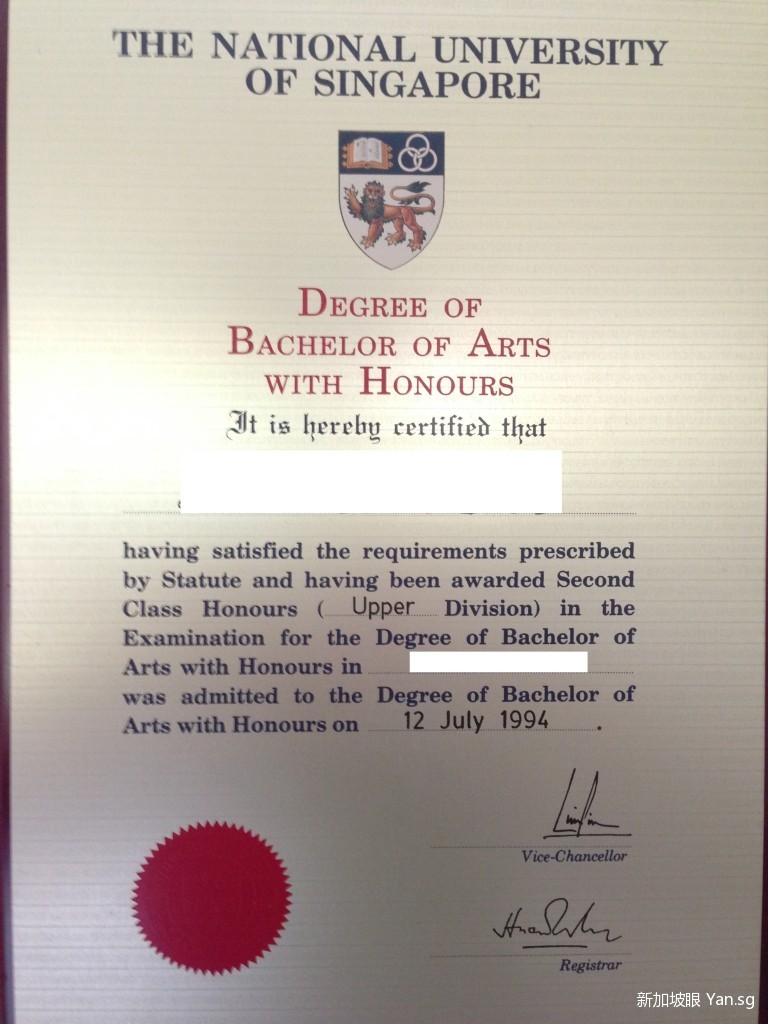 THE NATIONAL UNIVERSITY
OF SINGAPORE
DEGREE OF
BACHELOR OF ARTS
WITH HONOURS
It is hereby certified that
having satisfied the requirements prescribed
by Statute and having been awarded Second
Class Honours ( Upper Division) in the
Examination for the Degree of Bachelor of
Arts with Honours in
was admitted to the Degree of Bachelor of
Arts with Honours on 12 July 1994 .
Vice-Chancellor
Registrar
新加坡眼 Yan.sg